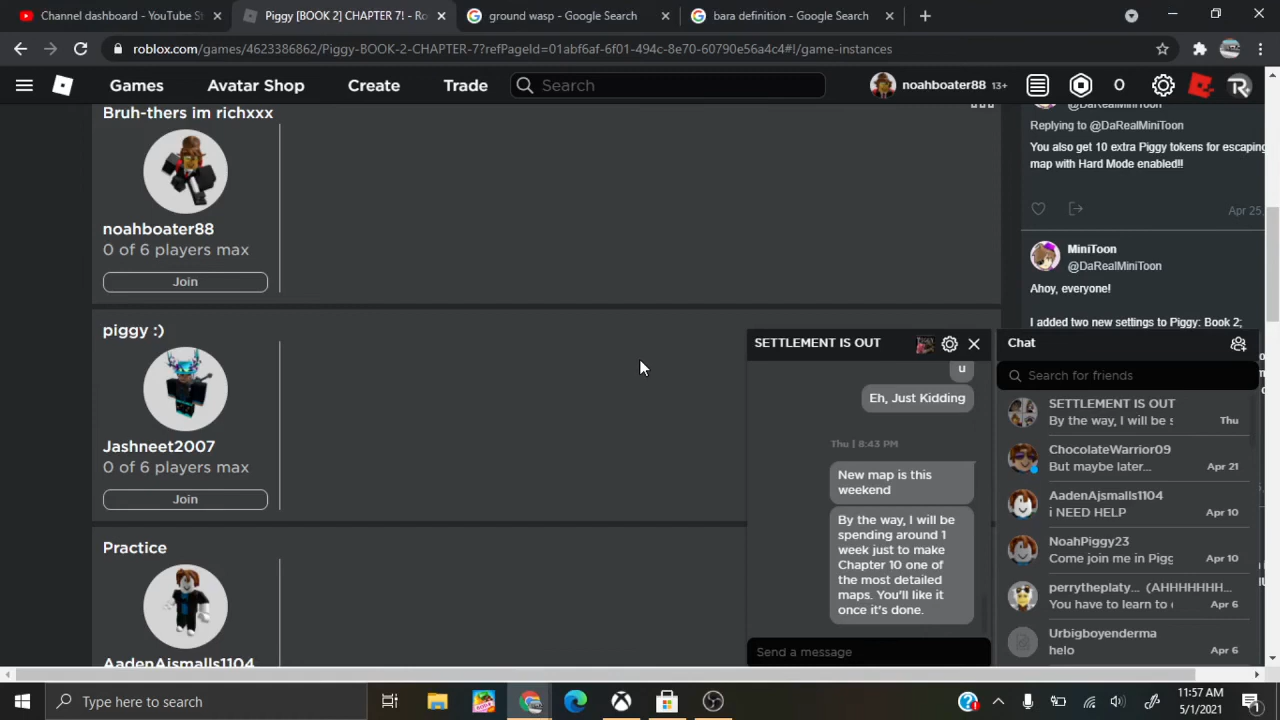 Channel dashboard - YouTube S
Piggy [BOOK 2] CHAPTER 7! - Ro
ground wasp - Google Search
bara definition - Google Search
roblox.com/games/4623386862/Piggy-BOOK-2-CHAPTER-7?refPageId=01abf6af-6f01-494c-8e70-60790e56a4c4#!/game-instances
Games
Avatar Shop
Create
Trade
Search
noahboater88 13+
0
Bruh-thers im richxxx
noahboater88
0 of 6 players max
Join
piggy :)
Jashneet2007
0 of 6 players max
Join
Practice
AadenAjsmalls1104
@DaRealMiniToon
Replying to @DaRealMiniToon
You also get 10 extra Piggy tokens for escaping
map with Hard Mode enabled!!
Apr 25,
MiniToon
@DaRealMiniToon
Ahoy, everyone!
I added two new settings to Piggy: Book 2;
SETTLEMENT IS OUT
u
Eh, Just Kidding
Thu | 8:43 PM
New map is this
weekend
By the way, I will be
spending around 1
week just to make
Chapter 10 one of
the most detailed
maps. You'll like it
once it's done.
Send a message
Chat
Search for friends
SETTLEMENT IS OUT
By the way, I will be s
Thu
ChocolateWarrior09
But maybe later...
Apr 21
AadenAjsmalls1104
i NEED HELP
Apr 10
NoahPiggy23
Come join me in Pigg
Apr 10
perrytheplaty... (AHHHHHHH...
You have to learn to
Apr 6
Urbigboyenderma
helo
Apr 6
Type here to search
11:57 AM
5/1/2021
1